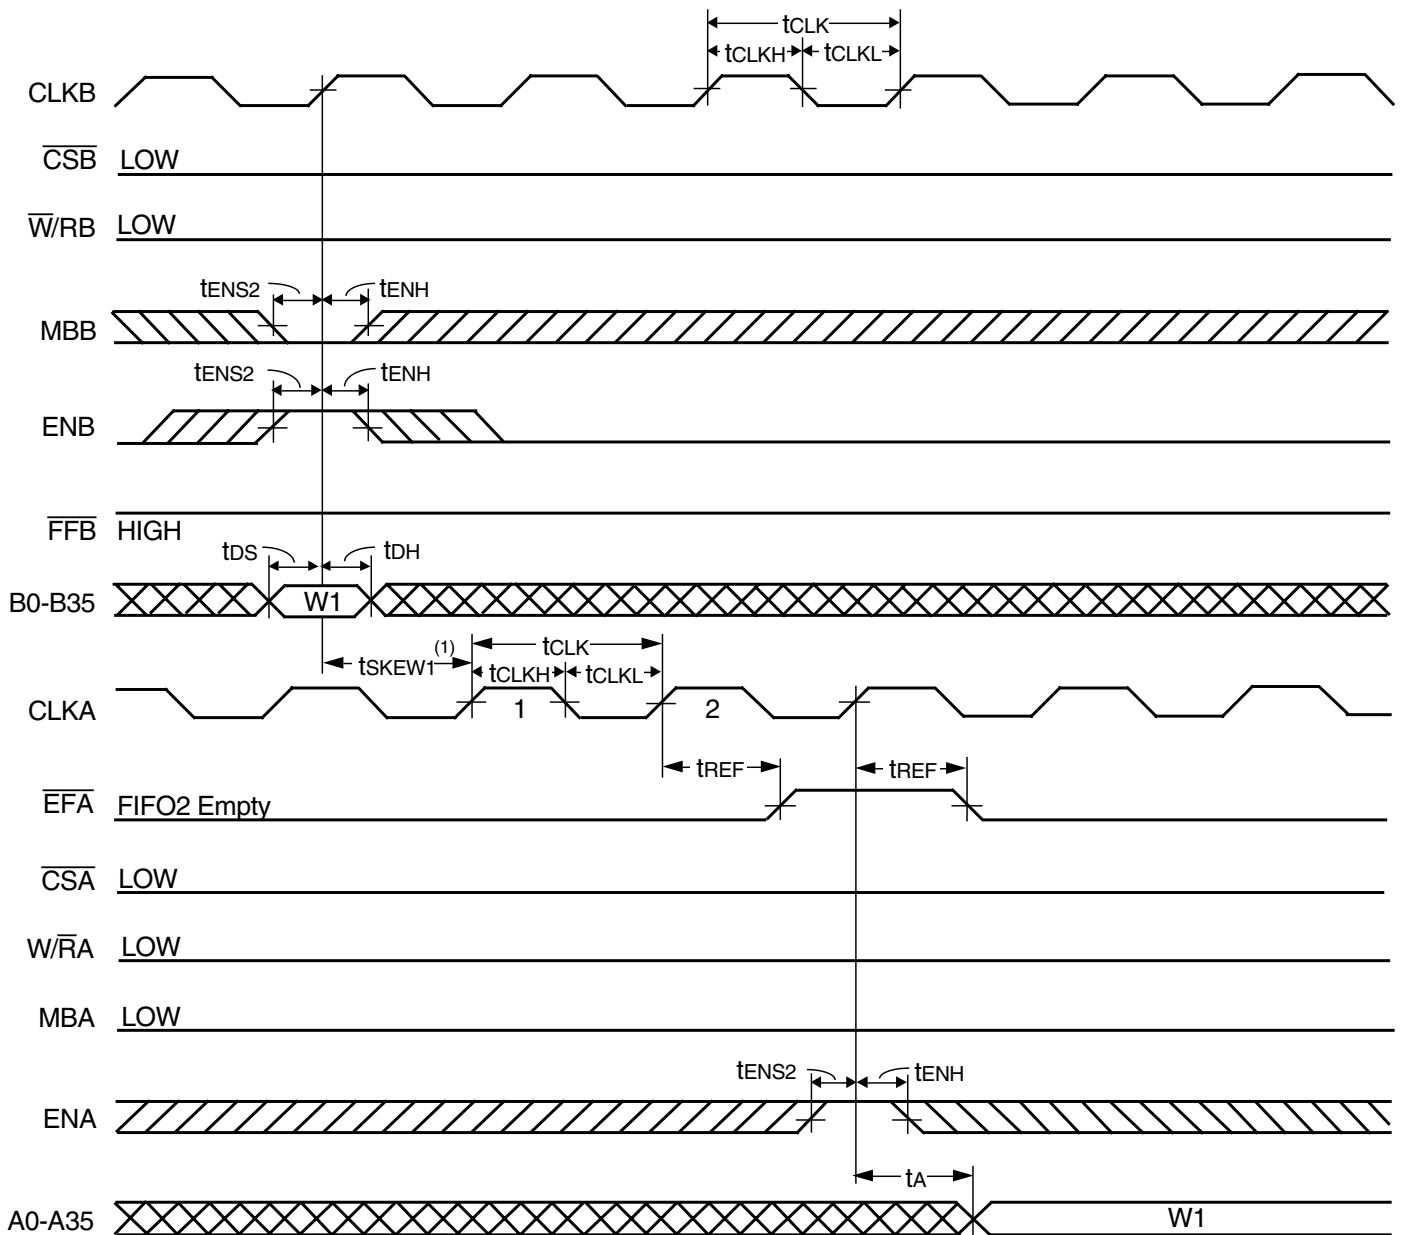 tCLK
tCLKH tCLKL
CLKB
CSB LOW
W/RB LOW
tENS2 tENH
MBB
tENS2 tENH
ENB
FFB HIGH
tDS tDH
B0-B35 W1
tSKEW1(1) tCLK
tCLKH tCLKL
CLKA 1 2
tREF tREF
EFA FIFO2 Empty
CSA LOW
W/RA LOW
MBA LOW
tENS2 tENH
ENA
tA
A0-A35 W1